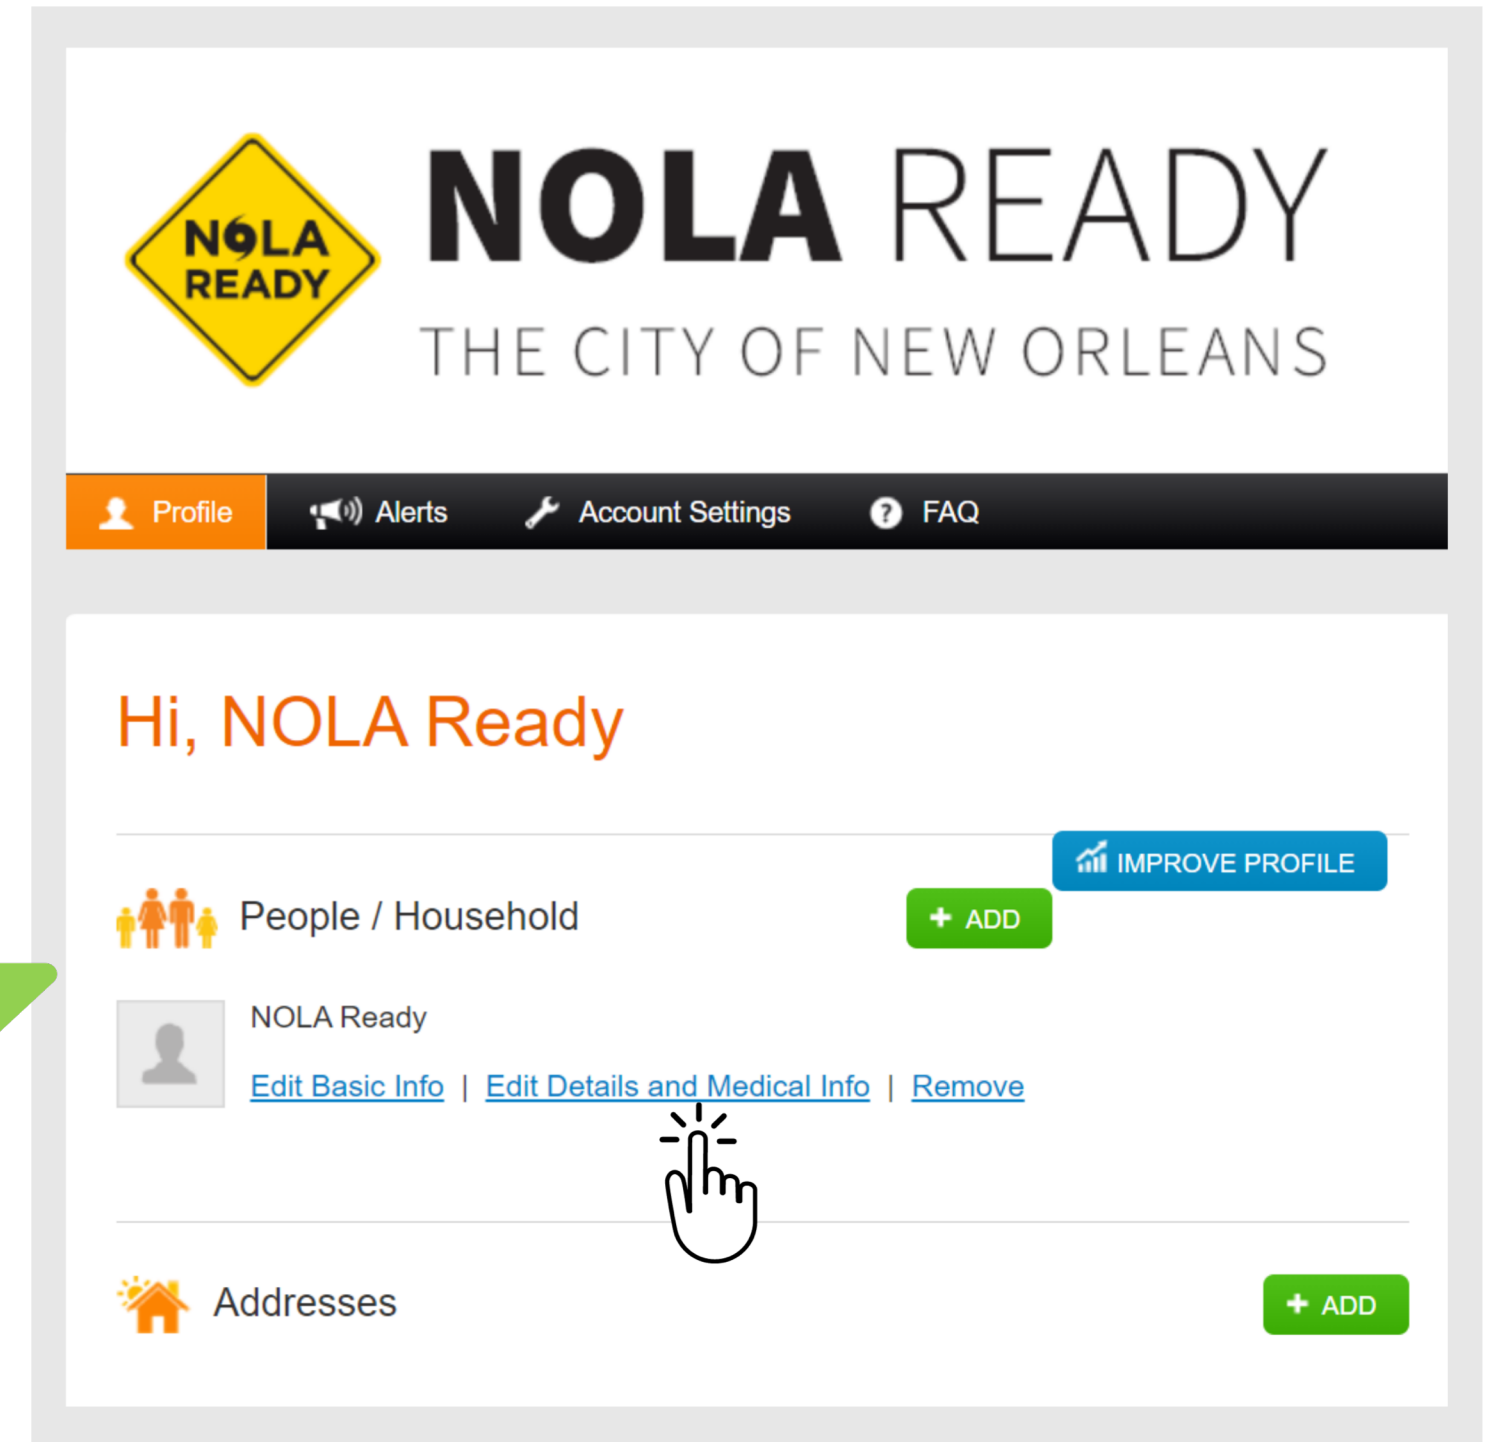 NOLA
READY
NOLA READY
THE CITY OF NEW ORLEANS
Profile Alerts Account Settings ? FAQ
Hi, NOLA Ready
IMPROVE PROFILE
People / Household + ADD
NOLA Ready
Edit Basic Info | Edit Details and Medical Info | Remove
Addresses + ADD